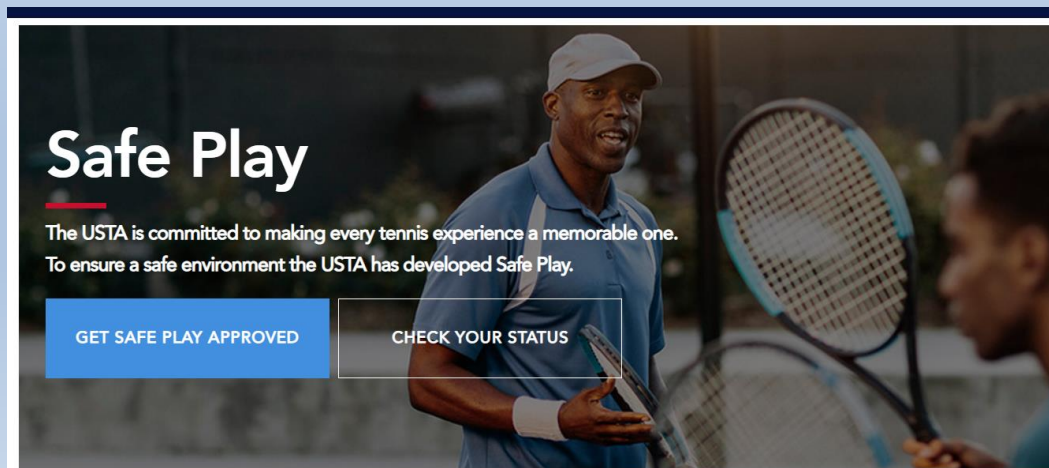 Safe Play
The USTA is committed to making every tennis experience a memorable one.
To ensure a safe environment the USTA has developed Safe Play.
GET SAFE PLAY APPROVED
CHECK YOUR STATUS